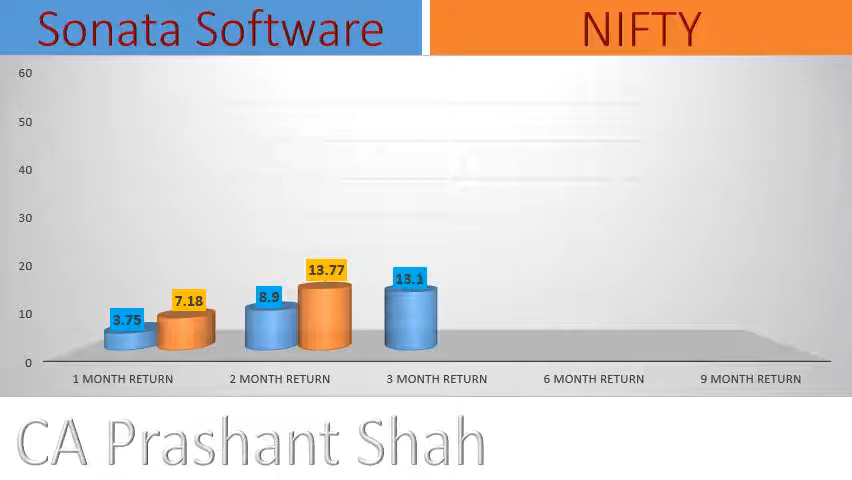 Sonata Software
NIFTY
60
50
40
30
20
10
0
3.75
7.18
8.9
13.77
13.1
1 MONTH RETURN
2 MONTH RETURN
3 MONTH RETURN
6 MONTH RETURN
9 MONTH RETURN
CA Prashant Shah